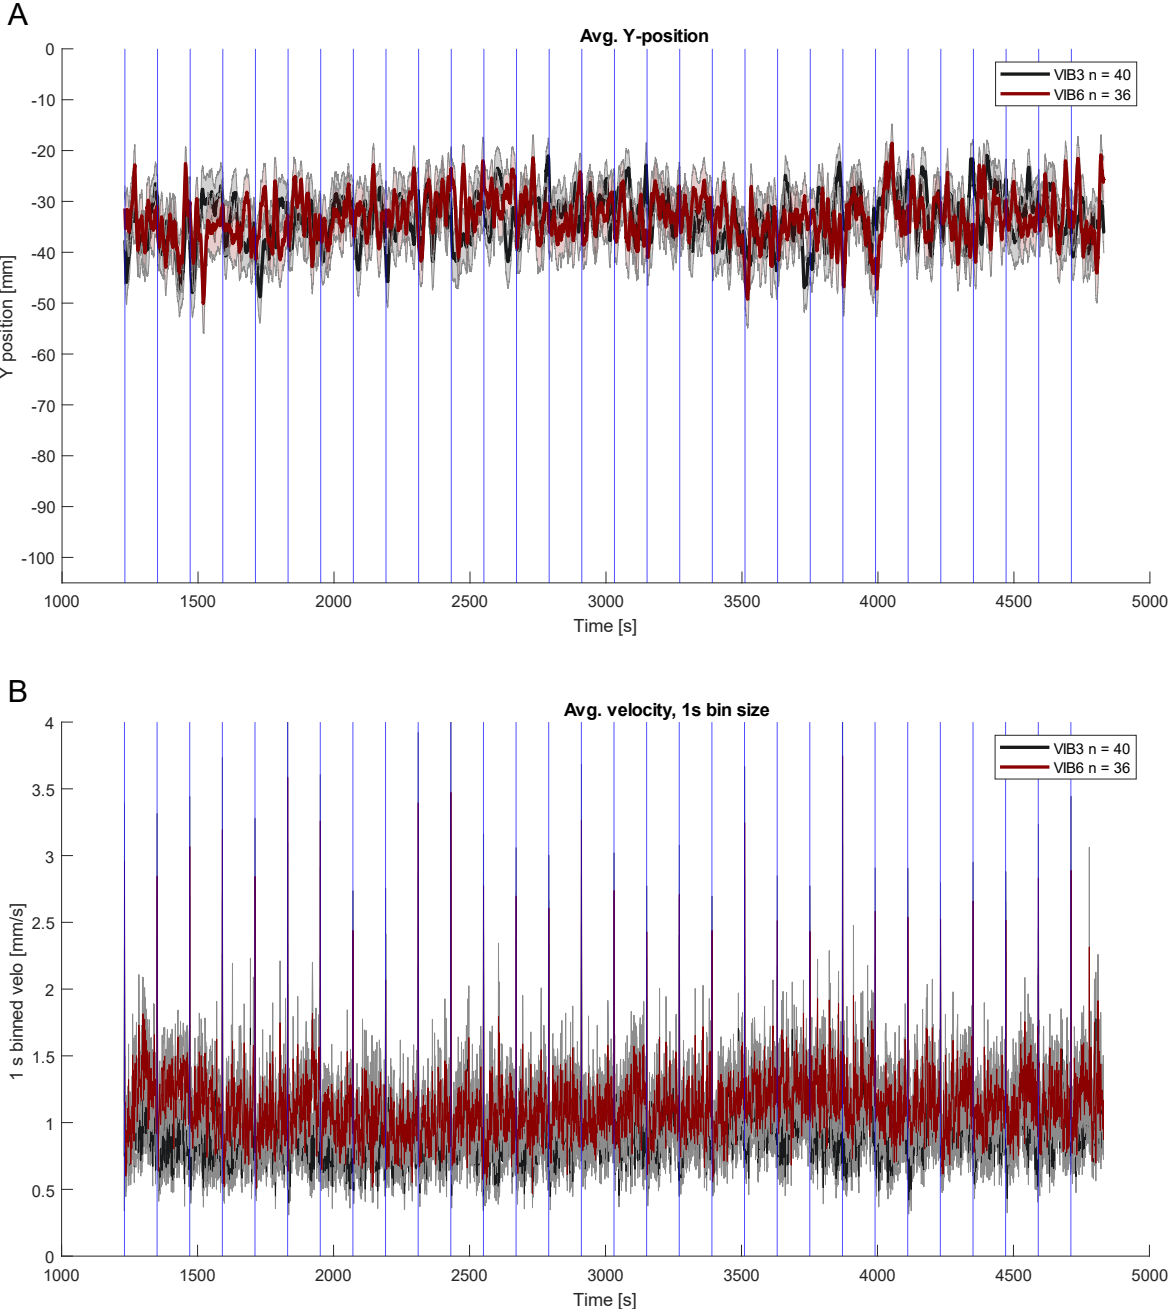 A
Avg. Y-position
VIB3 n = 40
VIB6 n = 36
0
-10
-20
-30
-40
-50
-60
-70
-80
-90
-100
Y position [mm]
1000 1500 2000 2500 3000 3500 4000 4500 5000
Time [s]
B
Avg. velocity, 1s bin size
VIB3 n = 40
VIB6 n = 36
4
3.5
3
2.5
2
1.5
1
0.5
0
1 s binned velo [mm/s]
1000 1500 2000 2500 3000 3500 4000 4500 5000
Time [s]